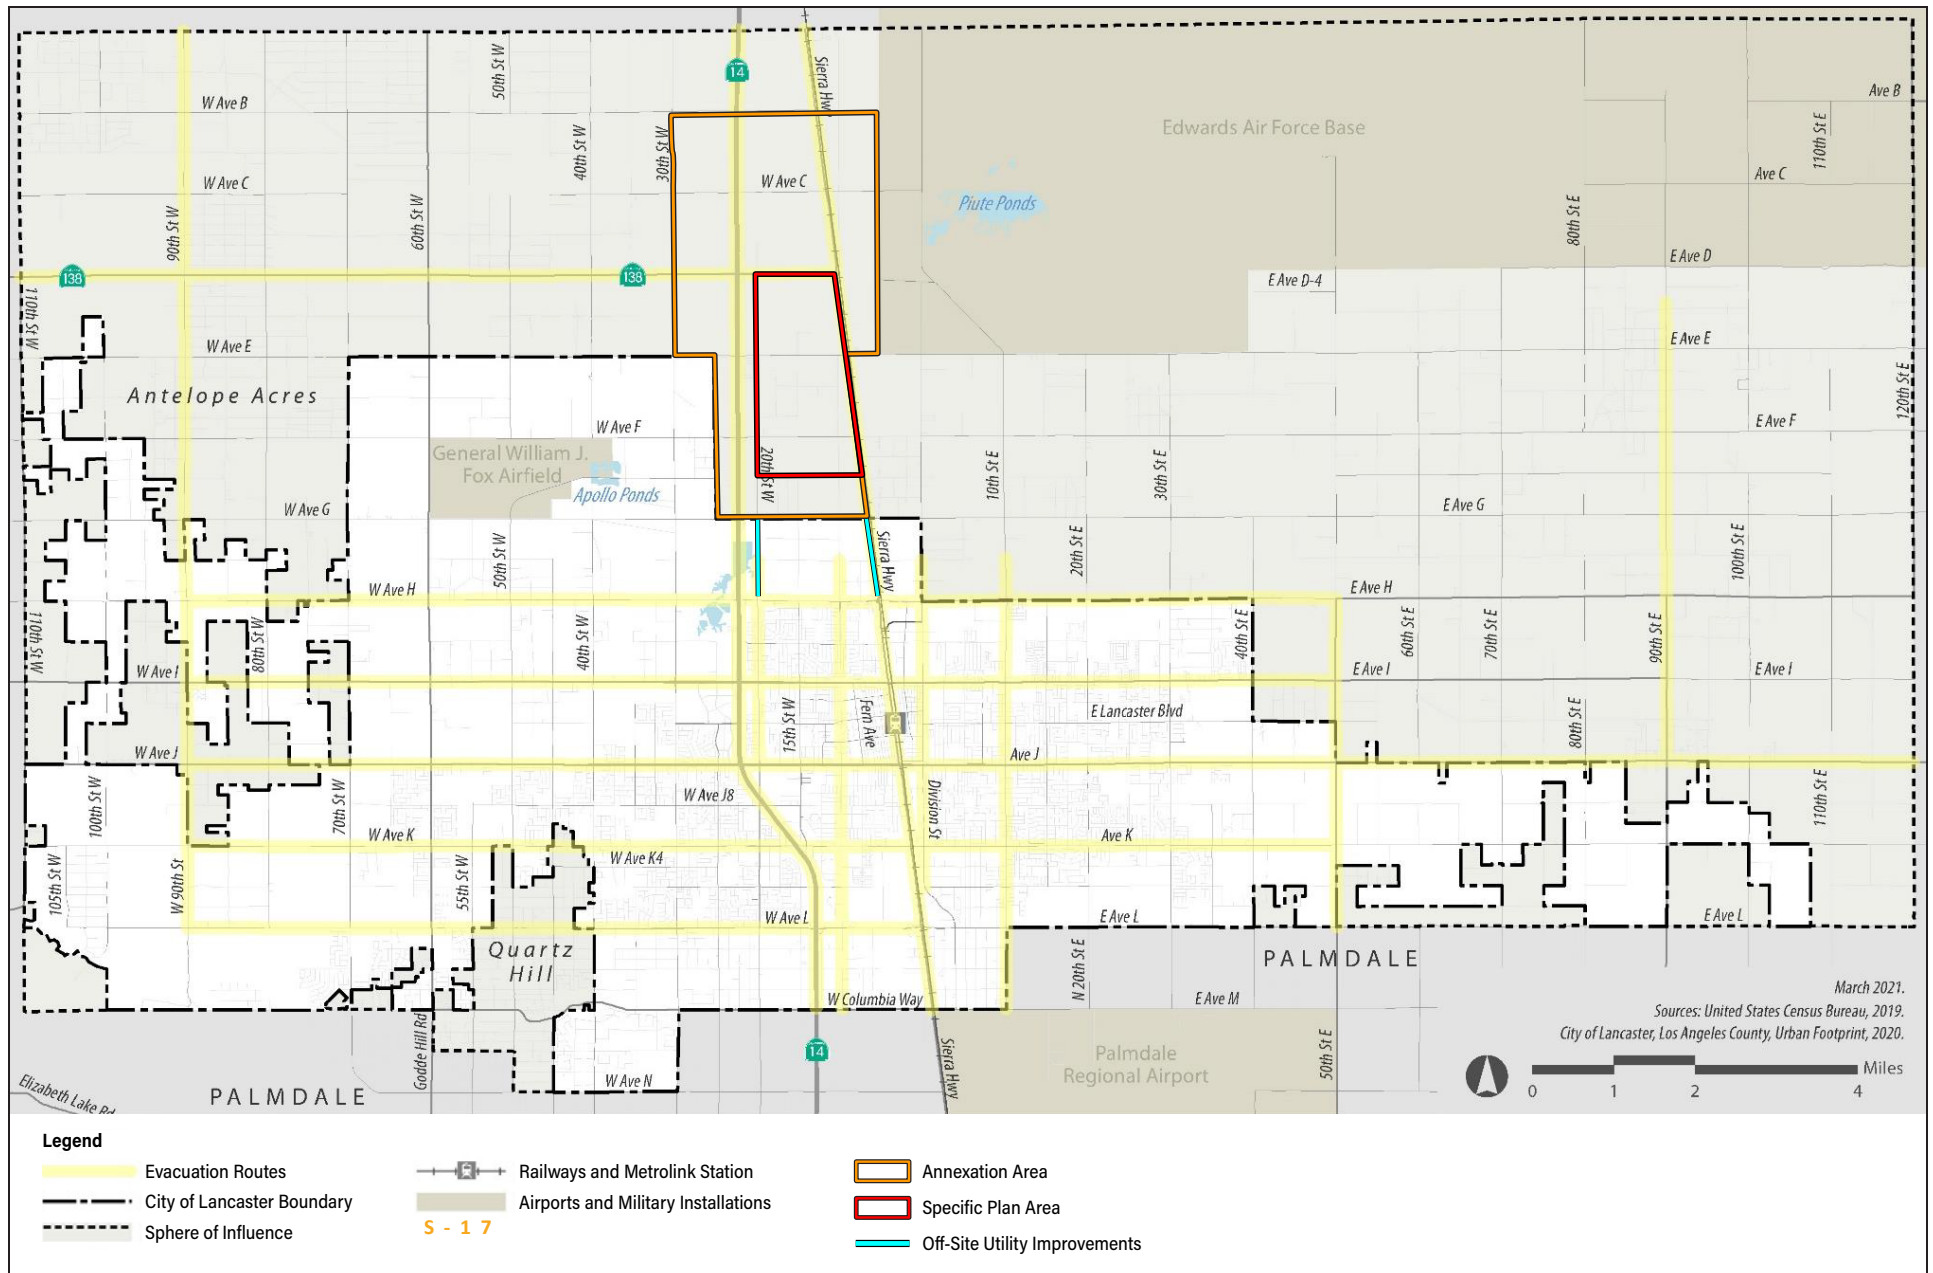 14
Sierra Hwy
50th St W
W Ave B
Ave B
40th St W
30th St W
Edwards Air Force Base
110th St E
W Ave C
W Ave C
Ave C
Piute Ponds
90th St W
60th St W
80th St E
138
138
E Ave D
E Ave D-4
110th St W
W Ave E
E Ave E
Antelope Acres
120th St E
W Ave F
E Ave F
General William J.
Fox Airfield
Apollo Ponds
20th St W
10th St E
30th St E
W Ave G
E Ave G
50th St W
Sierra Hwy
20th St E
100th St E
W Ave H
E Ave H
110th St W
80th St W
40th St W
40th St E
60th St E
70th St E
90th St E
W Ave I
E Ave I
E Ave I
15th St W
Fern Ave
E Lancaster Blvd
80th St E
W Ave J
Ave J
100th St W
70th St W
W Ave J8
Division St
110th St E
W Ave K
Ave K
W Ave K4
105th St W
W 90th St
55th St W
W Ave L
E Ave L
E Ave L
Quartz
Hill
N 20th St E
PALMDALE
W Columbia Way
E Ave M
March 2021.
Sources: United States Census Bureau, 2019.
City of Lancaster, Los Angeles County, Urban Footprint, 2020.
Godde Hill Rd
14
Sierra Hwy
Palmdale
Regional Airport
50th St E
Miles
0 1 2 4
W Ave N
Elizabeth Lake Rd
PALMDALE
Legend
Evacuation Routes
City of Lancaster Boundary
Sphere of Influence
Railways and Metrolink Station
Airports and Military Installations
S - 1 7
Annexation Area
Specific Plan Area
Off-Site Utility Improvements